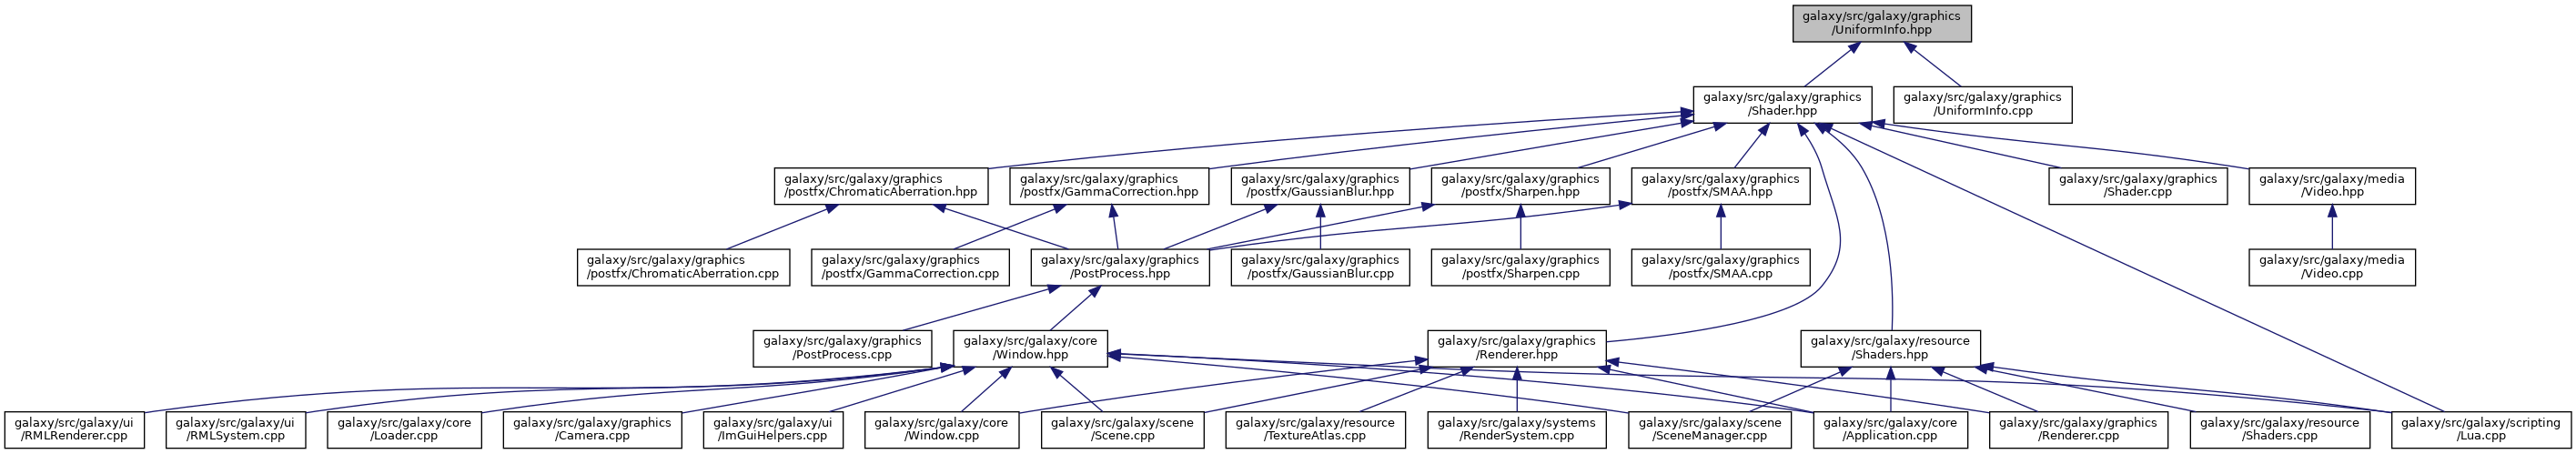 galaxy/src/galaxy/graphics
/UniformInfo.hpp
galaxy/src/galaxy/graphics
/Shader.hpp
galaxy/src/galaxy/graphics
/UniformInfo.cpp
galaxy/src/galaxy/graphics
/postfx/ChromaticAberration.hpp
galaxy/src/galaxy/graphics
/postfx/GammaCorrection.hpp
galaxy/src/galaxy/graphics
/postfx/GaussianBlur.hpp
galaxy/src/galaxy/graphics
/postfx/Sharpen.hpp
galaxy/src/galaxy/graphics
/postfx/SMAA.hpp
galaxy/src/galaxy/graphics
/Shader.cpp
galaxy/src/galaxy/media
/Video.hpp
galaxy/src/galaxy/graphics
/postfx/ChromaticAberration.cpp
galaxy/src/galaxy/graphics
/postfx/GammaCorrection.cpp
galaxy/src/galaxy/graphics
/PostProcess.hpp
galaxy/src/galaxy/graphics
/postfx/GaussianBlur.cpp
galaxy/src/galaxy/graphics
/postfx/Sharpen.cpp
galaxy/src/galaxy/graphics
/postfx/SMAA.cpp
galaxy/src/galaxy/media
/Video.cpp
galaxy/src/galaxy/graphics
/PostProcess.cpp
galaxy/src/galaxy/core
/Window.hpp
galaxy/src/galaxy/graphics
/Renderer.hpp
galaxy/src/galaxy/resource
/Shaders.hpp
galaxy/src/galaxy/ui
/RMLRenderer.cpp
galaxy/src/galaxy/ui
/RMLSystem.cpp
galaxy/src/galaxy/core
/Loader.cpp
galaxy/src/galaxy/graphics
/Camera.cpp
galaxy/src/galaxy/ui
/ImGuiHelpers.cpp
galaxy/src/galaxy/core
/Window.cpp
galaxy/src/galaxy/scene
/Scene.cpp
galaxy/src/galaxy/resource
/TextureAtlas.cpp
galaxy/src/galaxy/systems
/RenderSystem.cpp
galaxy/src/galaxy/scene
/SceneManager.cpp
galaxy/src/galaxy/core
/Application.cpp
galaxy/src/galaxy/graphics
/Renderer.cpp
galaxy/src/galaxy/resource
/Shaders.cpp
galaxy/src/galaxy/scripting
/Lua.cpp